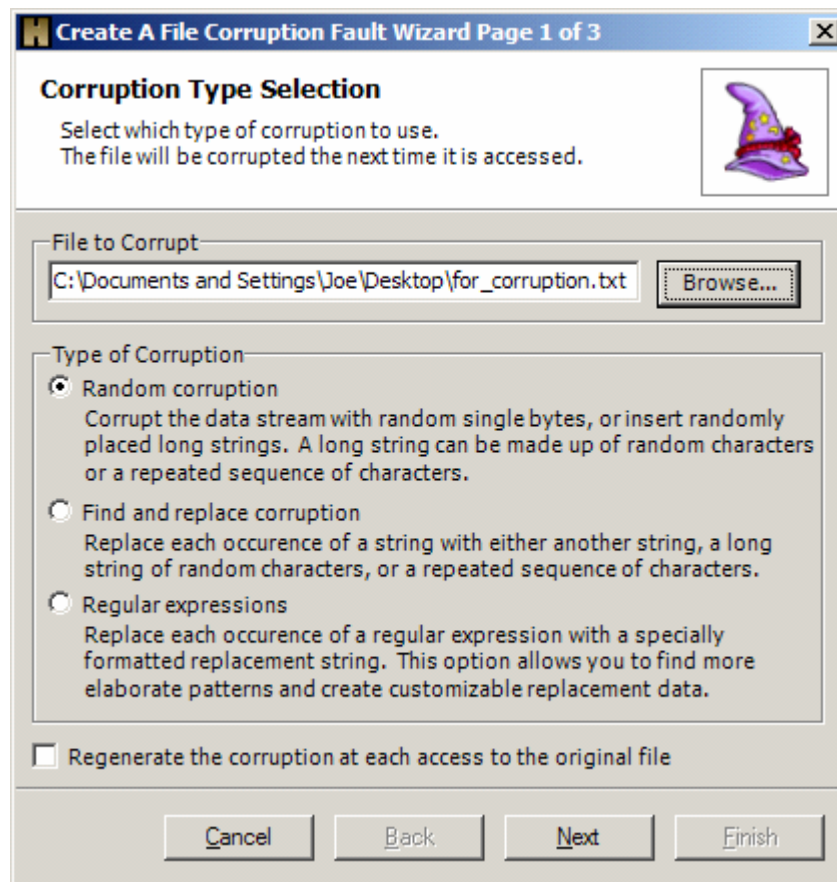 H Create A File Corruption Fault Wizard Page 1 of 3
Corruption Type Selection
Select which type of corruption to use.
The file will be corrupted the next time it is accessed.
File to Corrupt
C:\Documents and Settings\Joe\Desktop\for_corruption.txt
Browse...
Type of Corruption
Random corruption
Corrupt the data stream with random single bytes, or insert randomly
placed long strings. A long string can be made up of random characters
or a repeated sequence of characters.
Find and replace corruption
Replace each occurence of a string with either another string, a long
string of random characters, or a repeated sequence of characters.
Regular expressions
Replace each occurence of a regular expression with a specially
formatted replacement string. This option allows you to find more
elaborate patterns and create customizable replacement data.
Regenerate the corruption at each access to the original file
Cancel Back Next Finish